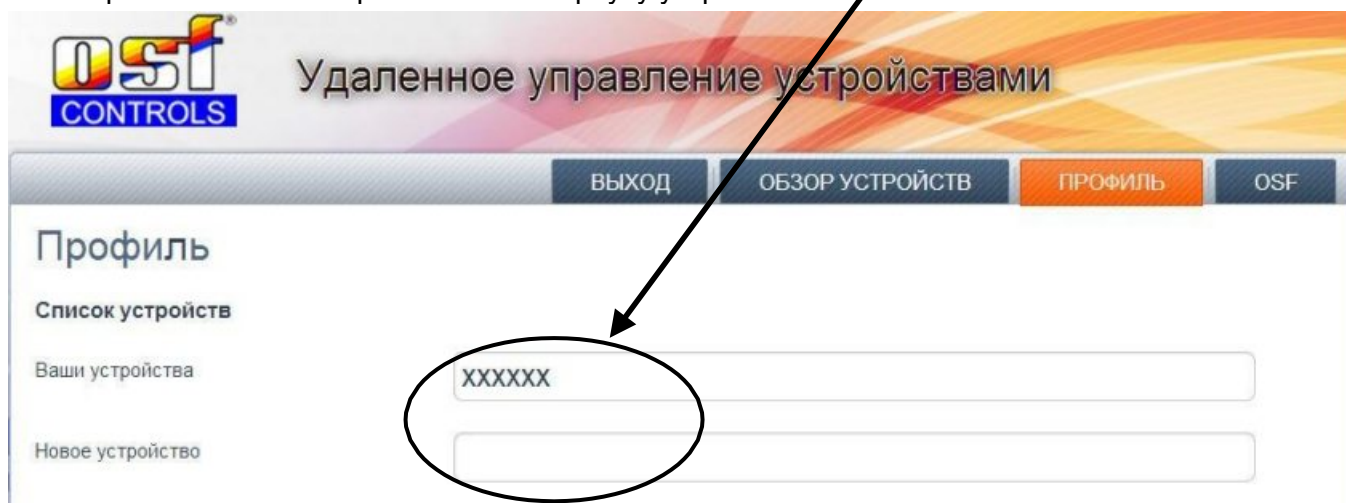 osf®
CONTROLS
Удаленное управление устройствами
ВЫХОД
ОБЗОР УСТРОЙСТВ
ПРОФИЛЬ
OSF
Профиль
Список устройств
Ваши устройства
XXXXXX
Новое устройство